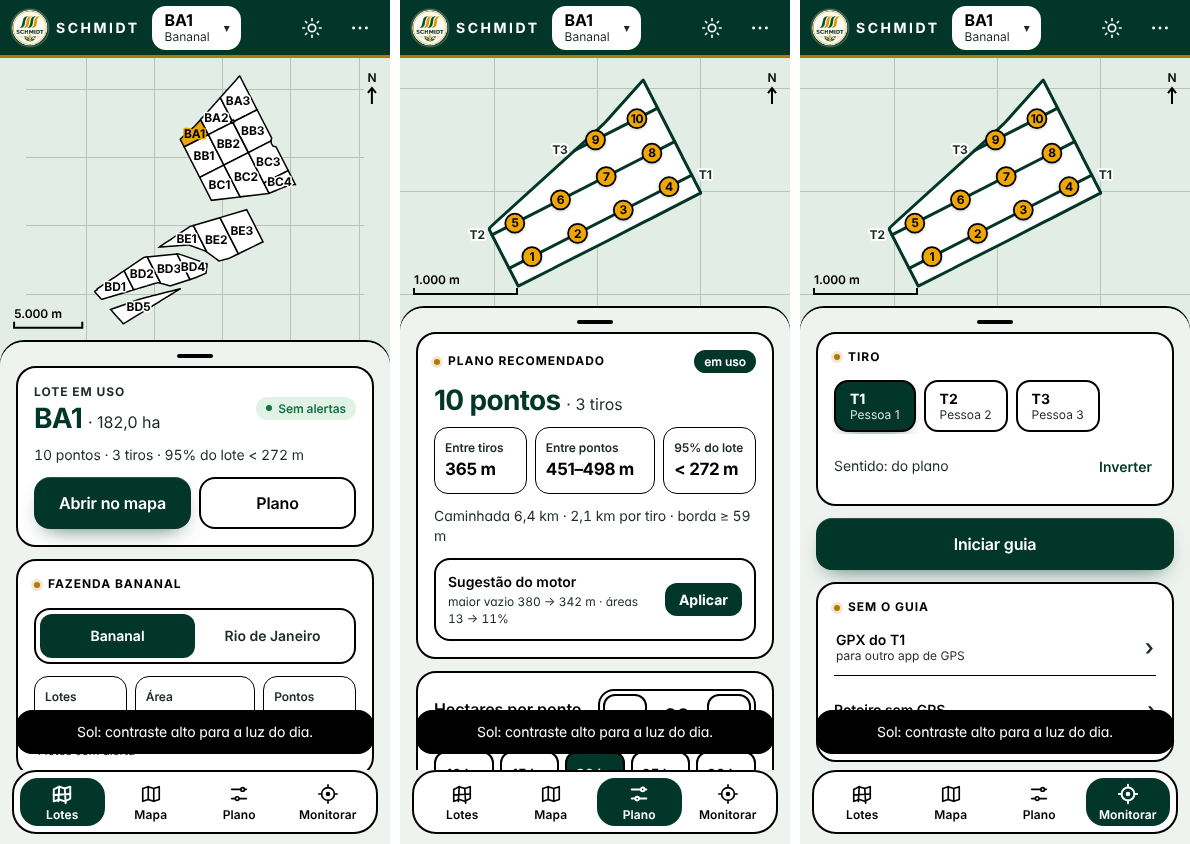 SCHMIDT
SCHMIDT
BA1
Bananal
N
BA3
BA2
BA1
BB3
BB2
BB1
BC3
BC2
BC1
BC4
BE3
BE1
BE2
BD2
BD3
BD4
BD1
BD5
5.000 m
LOTE EM USO
BA1 · 182,0 ha
Sem alertas
10 pontos · 3 tiros · 95% do lote < 272 m
Abrir no mapa
Plano
FAZENDA BANANAL
Bananal
Rio de Janeiro
Lotes
Área
Pontos
Sol: contraste alto para a luz do dia.
Lotes
Mapa
Plano
Monitorar
SCHMIDT
SCHMIDT
BA1
Bananal
N
10
9
T3
8
7
T1
4
6
3
5
T2
2
1
1.000 m
PLANO RECOMENDADO
em uso
10 pontos · 3 tiros
Entre tiros
365 m
Entre pontos
451–498 m
95% do lote
< 272 m
Caminhada 6,4 km · 2,1 km por tiro · borda ≥ 59
m
Sugestão do motor
maior vazio 380 → 342 m · áreas
13 → 11%
Aplicar
Hectares por ponto
Sol: contraste alto para a luz do dia.
Lotes
Mapa
Plano
Monitorar
SCHMIDT
SCHMIDT
BA1
Bananal
N
10
9
T3
8
7
T1
4
6
3
5
T2
2
1
1.000 m
TIRO
T1
Pessoa 1
T2
Pessoa 2
T3
Pessoa 3
Sentido: do plano
Inverter
Iniciar guia
SEM O GUIA
GPX do T1
para outro app de GPS
Roteiro sem GPS
Sol: contraste alto para a luz do dia.
Lotes
Mapa
Plano
Monitorar